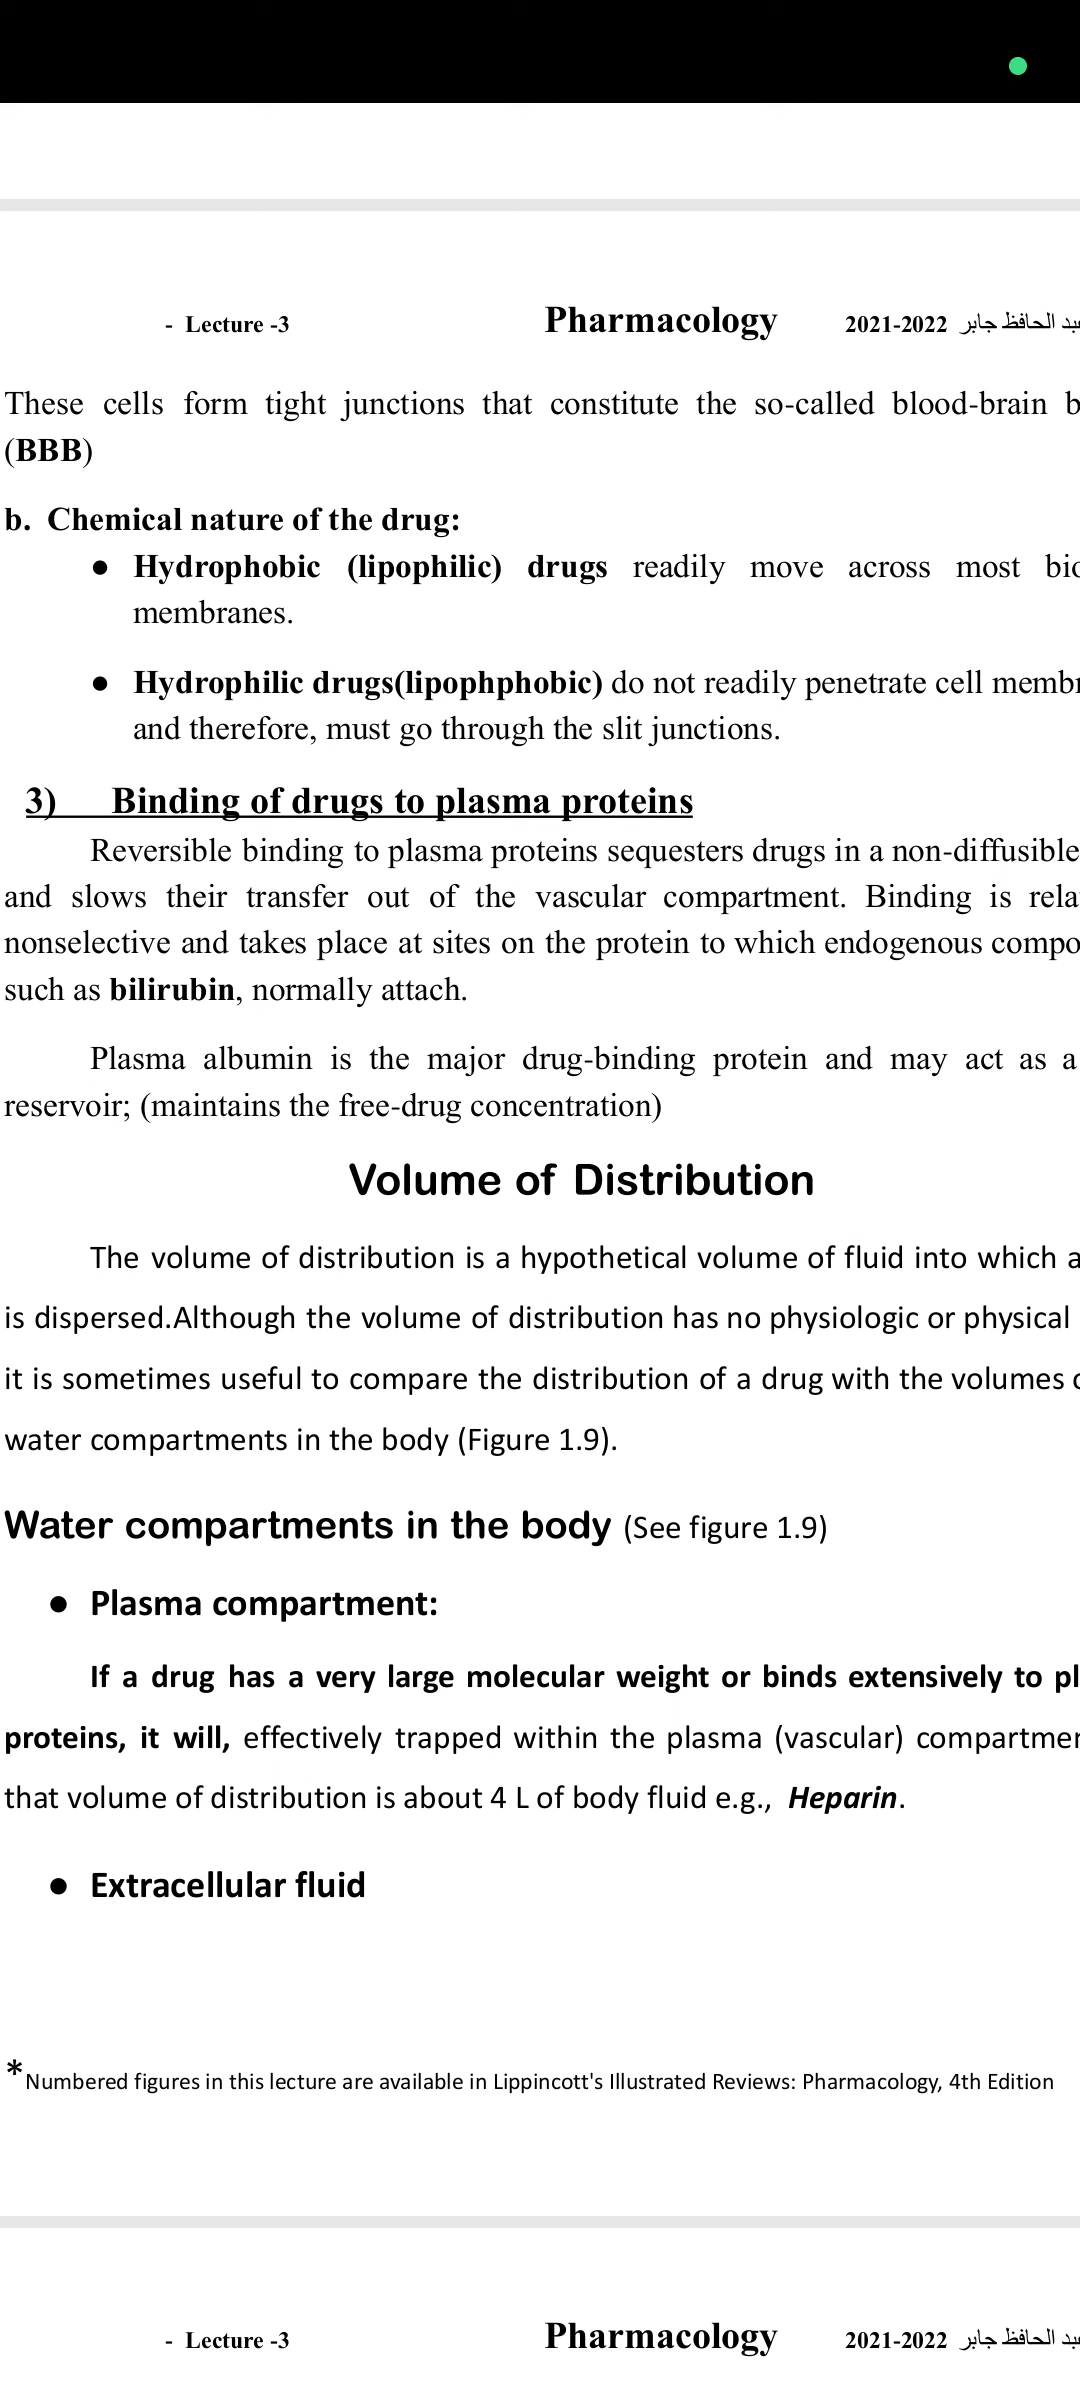 - Lecture -3 Pharmacology 2021-2022 عبد الحافظ جابر
These cells form tight junctions that constitute the so-called blood-brain
(BBB)
b. Chemical nature of the drug:
● Hydrophobic (lipophilic) drugs readily move across most
membranes.
● Hydrophilic drugs(lipophphobic) do not readily penetrate cell
and therefore, must go through the slit junctions.
3) Binding of drugs to plasma proteins
Reversible binding to plasma proteins sequesters drugs in a non-diffusible
and slows their transfer out of the vascular compartment. Binding is
nonselective and takes place at sites on the protein to which endogenous
such as bilirubin, normally attach.
Plasma albumin is the major drug-binding protein and may act as a
reservoir; (maintains the free-drug concentration)
Volume of Distribution
The volume of distribution is a hypothetical volume of fluid into which a
is dispersed.Although the volume of distribution has no physiologic or physical
it is sometimes useful to compare the distribution of a drug with the volumes
water compartments in the body (Figure 1.9).
Water compartments in the body (See figure 1.9)
● Plasma compartment:
If a drug has a very large molecular weight or binds extensively to
proteins, it will, effectively trapped within the plasma (vascular)
that volume of distribution is about 4 L of body fluid e.g., Heparin.
● Extracellular fluid
*Numbered figures in this lecture are available in Lippincott's Illustrated Reviews: Pharmacology, 4th Edition
- Lecture -3 Pharmacology 2021-2022 عبد الحافظ جابر